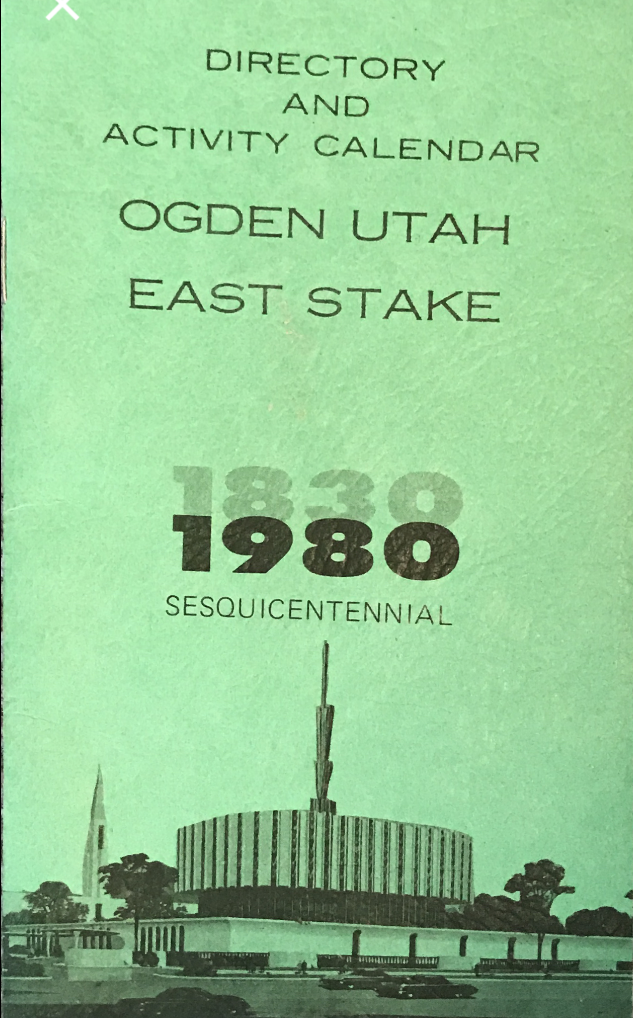 DIRECTORY
AND
ACTIVITY CALENDAR
OGDEN UTAH
EAST STAKE
1830
1980
SESQUICENTENNIAL